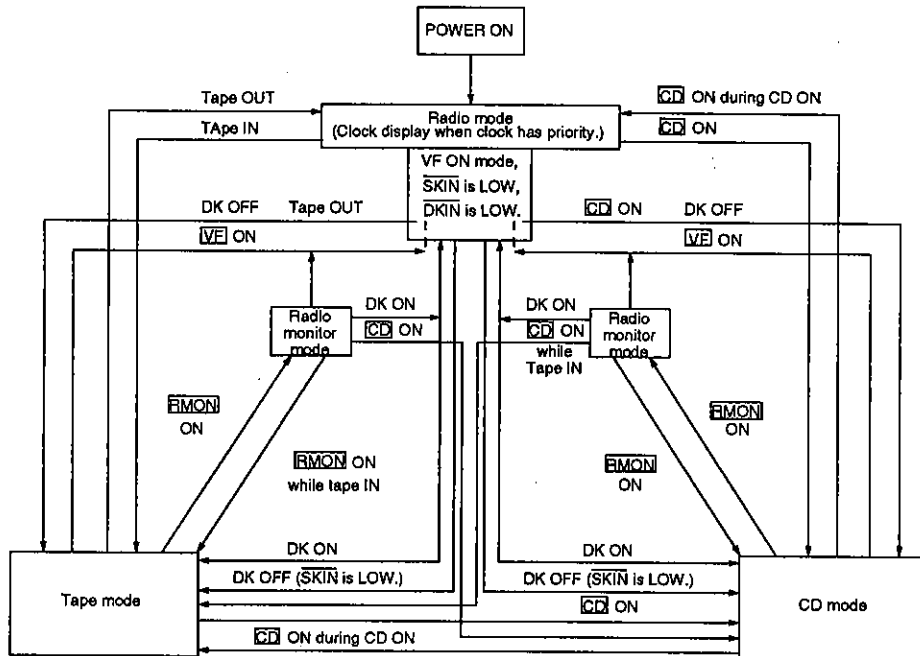 POWER ON
Tape OUT
TApe IN
Radio mode
(Clock display when clock has priority.)
CD ON during CD ON
CD ON
VF ON mode,
SKIN is LOW,
DKIN is LOW.
DK OFF
Tape OUT
VF ON
CD ON
DK OFF
VF ON
Radio
monitor
mode
DK ON
CD ON
DK ON
CD ON
while
Tape IN
Radio
monitor
mode
RMON
ON
RMON ON
while tape IN
RMON
ON
RMON
ON
Tape mode
DK ON
DK OFF (SKIN is LOW.)
DK ON
DK OFF (SKIN is LOW.)
CD ON
CD ON during CD ON
CD mode